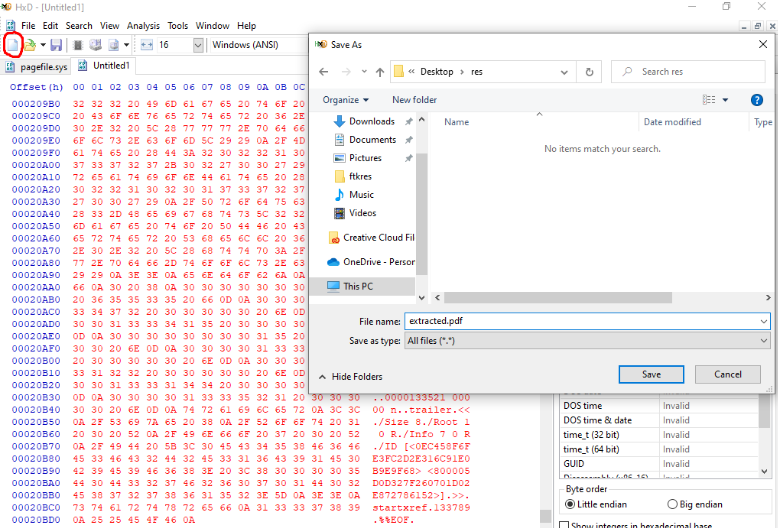 HxD - [Untitled1]
File Edit Search View Analysis Tools Window Help
16 Windows (ANSI)
pagefile.sys Untitled1
Offset(h) 00 01 02 03 04 05 06 07 08 09 0A 0B 0C
000209B0 32 32 32 20 49 6D 61 67 65 20 74 6F 20
000209C0 20 43 6F 6E 76 65 72 74 65 72 20 36 2E
000209D0 30 2E 32 20 5C 28 77 77 77 2E 70 64 66
000209E0 6F 6C 73 2E 63 6F 6D 5C 29 29 0A 2F 4D
000209F0 61 74 65 20 28 44 3A 32 30 32 32 31 30
00020A00 37 33 37 32 37 2B 30 32 27 30 30 27 29
00020A10 72 65 61 74 69 6F 6E 44 61 74 65 20 28
00020A20 30 32 32 31 30 32 30 31 37 33 37 32 37
00020A30 27 30 30 27 29 0A 2F 50 72 6F 64 75 63
00020A40 28 33 2D 48 65 69 67 68 74 73 5C 32 32
00020A50 6D 61 67 65 20 74 6F 20 50 44 46 20 43
00020A60 65 72 74 65 72 20 53 68 65 6C 6C 20 36
00020A70 2E 30 2E 32 20 5C 28 68 74 74 70 3A 2F
00020A80 77 2E 70 64 66 2D 74 6F 6F 6C 73 2E 63
00020A90 29 29 0A 3E 3E 0A 65 6E 64 6F 62 6A 0A
00020AA0 66 0A 30 20 38 0A 30 30 30 30 30 30 30
00020AB0 20 36 35 35 33 35 20 66 0D 0A 30 30 30
00020AC0 33 34 37 32 20 30 30 30 30 30 20 6E 0D
00020AD0 30 30 31 33 33 34 31 35 20 30 30 30 30
00020AE0 0D 0A 30 30 30 30 30 30 30 30 31 35 20
00020AF0 30 30 20 6E 0D 0A 30 30 30 30 31 33 33
00020B00 20 30 30 30 30 30 20 6E 0D 0A 30 30 30
00020B10 33 31 32 32 20 30 30 30 30 30 20 6E 0D
00020B20 30 30 31 33 33 31 34 34 20 30 30 30 30
00020B30 0D 0A 30 30 30 30 31 33 33 35 32 31 20 30 30 30 ..0000133521 000
00020B40 30 30 20 6E 0D 0A 74 72 61 69 6C 65 72 0A 3C 3C 00 n..trailer.<<
00020B50 0A 2F 53 69 7A 65 20 38 0A 2F 52 6F 6F 74 20 31 ./Size 8./Root 1
00020B60 20 30 20 52 0A 2F 49 6E 66 6F 20 37 20 30 20 52 0 R./Info 7 0 R
00020B70 0A 2F 49 44 20 5B 3C 30 45 43 34 35 38 46 36 46 ./ID [<0EC458F6F
00020B80 45 33 46 43 32 44 32 45 33 31 36 43 39 31 45 30 E3FC2D2E316C91E0
00020B90 42 39 45 39 46 36 38 3E 20 3C 38 30 30 30 30 35 B9E9F68> <800005
00020BA0 44 30 44 33 32 37 46 32 36 30 37 30 31 44 30 32 D0D327F260701D02
00020BB0 45 38 37 32 37 38 36 31 35 32 3E 5D 0A 3E 3E 0A E872786152>].>>.
00020BC0 73 74 61 72 74 78 72 65 66 0A 31 33 33 37 38 39 startxref.133789
00020BD0 0A 25 25 45 4F 46 0A .%%EOF.
Save As
Desktop › res
Search res
Organize New folder
Name Date modified
Downloads
Documents
Pictures
ftkres
Music
Videos
Creative Cloud Fil
OneDrive - Person
This PC
No items match your search.
File name: extracted.pdf
Save as type: All files (*.*)
Hide Folders Save Cancel
DOS time Invalid
DOS time & date Invalid
time_t (32 bit) Invalid
time_t (64 bit) Invalid
GUID Invalid
Byte order
Little endian Big endian
Show integers in hexadecimal base